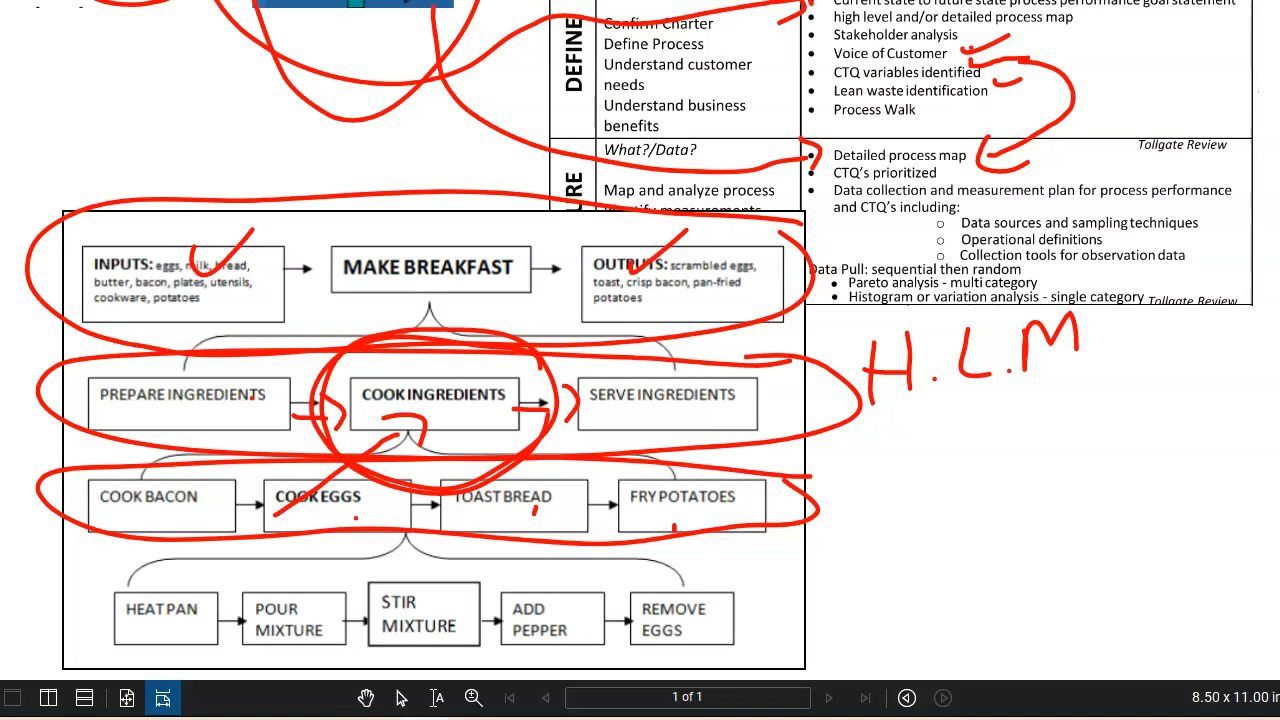 Current state to future state process performance goal statement
high level and/or detailed process map
Stakeholder analysis
Voice of Customer
CTQ variables identified
Lean waste identification
Process Walk
DEFINE
Confirm Charter
Define Process
Understand customer
needs
Understand business
benefits
Tollgate Review
What?/Data?
Map and analyze process
Detailed process map
CTQ's prioritized
Data collection and measurement plan for process performance
and CTQ's including:
Data sources and sampling techniques
Operational definitions
Collection tools for observation data
Data Pull: sequential then random
Pareto analysis - multi category
Histogram or variation analysis - single category
Tollgate Review
H.L.M
INPUTS: eggs, milk, bread,
butter, bacon, plates, utensils,
cookware, potatoes
MAKE BREAKFAST
OUTPUTS: scrambled eggs,
toast, crisp bacon, pan-fried
potatoes
PREPARE INGREDIENTS
COOK INGREDIENTS
SERVE INGREDIENTS
COOK BACON
COOK EGGS
TOAST BREAD
FRY POTATOES
HEAT PAN
POUR
MIXTURE
STIR
MIXTURE
ADD
PEPPER
REMOVE
EGGS
1 of 1
8.50 x 11.00 in